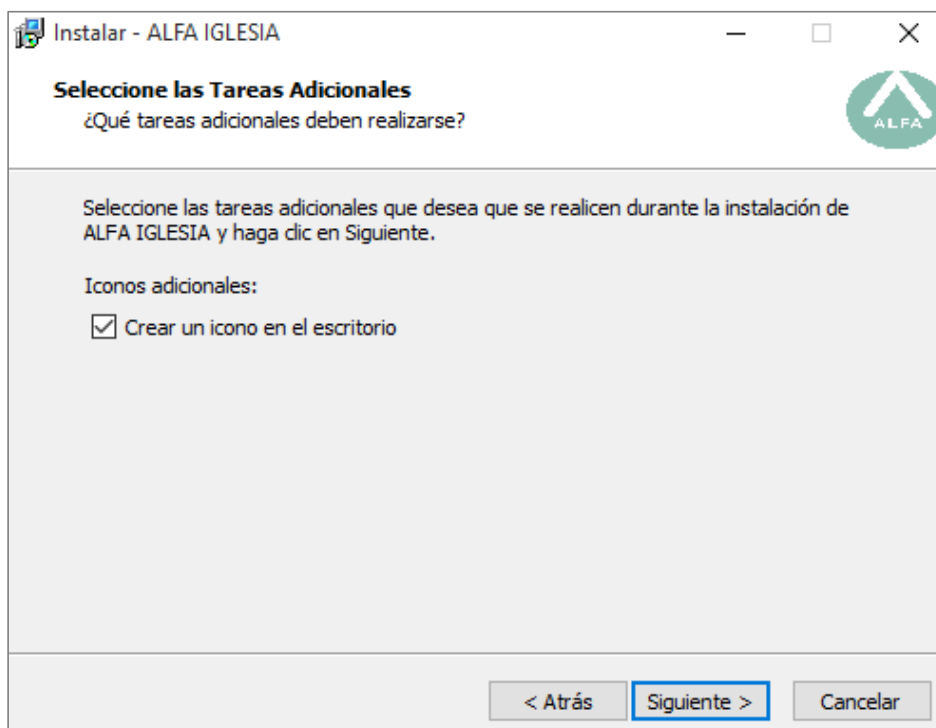 Instalar - ALFA IGLESIA
Seleccione las Tareas Adicionales
¿Qué tareas adicionales deben realizarse?
ALFA
Seleccione las tareas adicionales que desea que se realicen durante la instalación de
ALFA IGLESIA y haga clic en Siguiente.
Iconos adicionales:
Crear un icono en el escritorio
< Atrás
Siguiente >
Cancelar